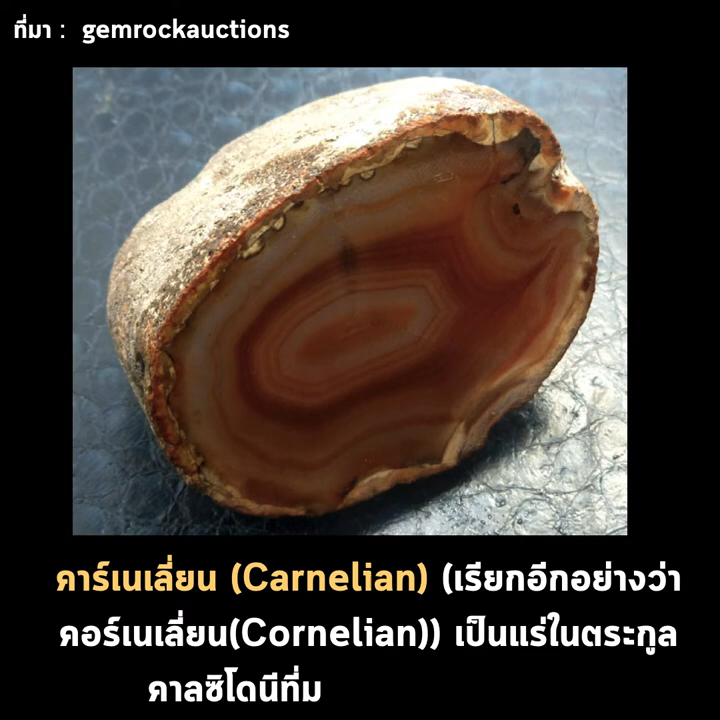 ที่มา : gemrockauctions
คาร์เนเลี่ยน (Carnelian) (เรียกอีกอย่างว่า
คอร์เนเลี่ยน(Cornelian)) เป็นแร่ในตระกูล
คาลซิโดนีที่ม